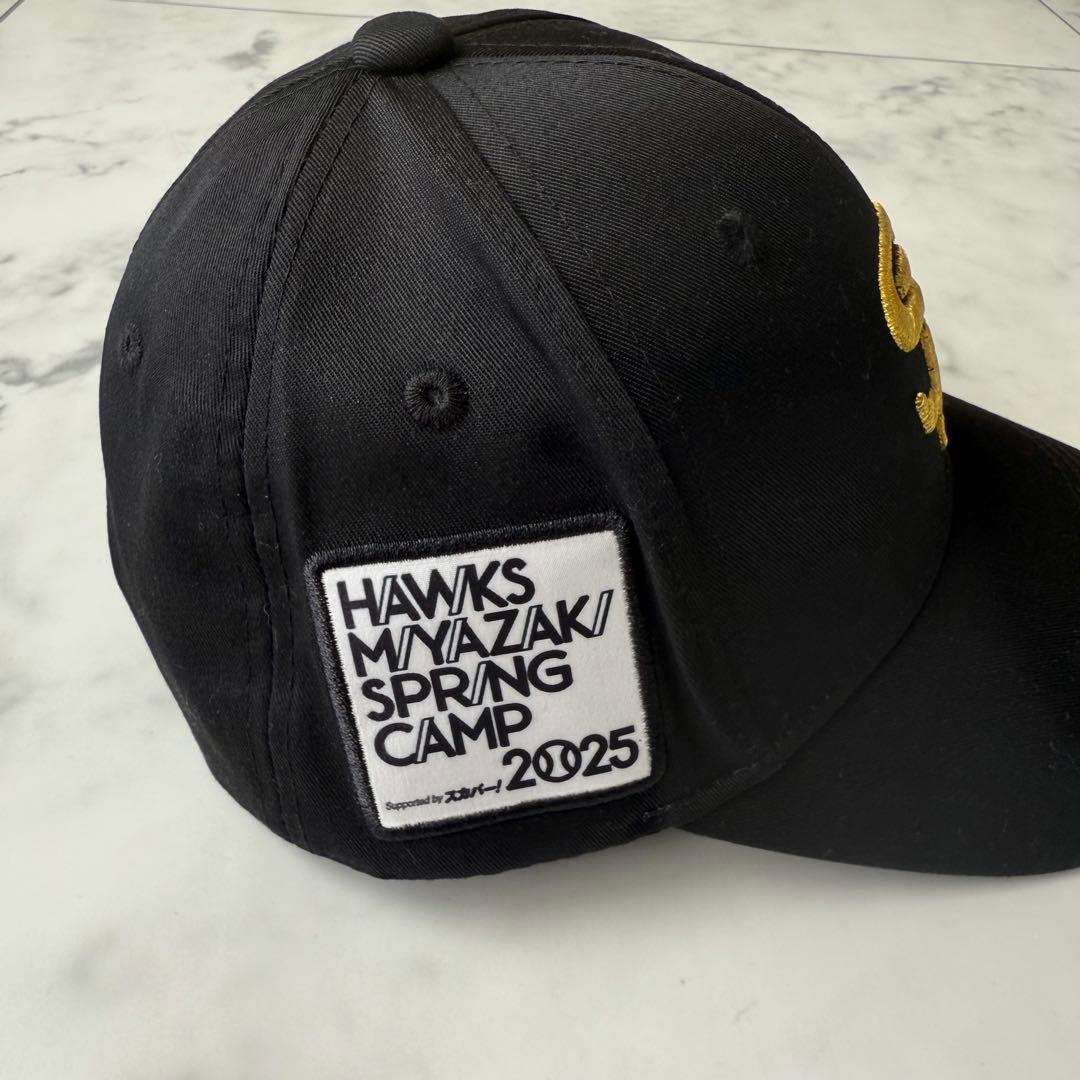 HAWKS
MIYAZAKI
SPRING
CAMP
2025
Supported by スカパー!